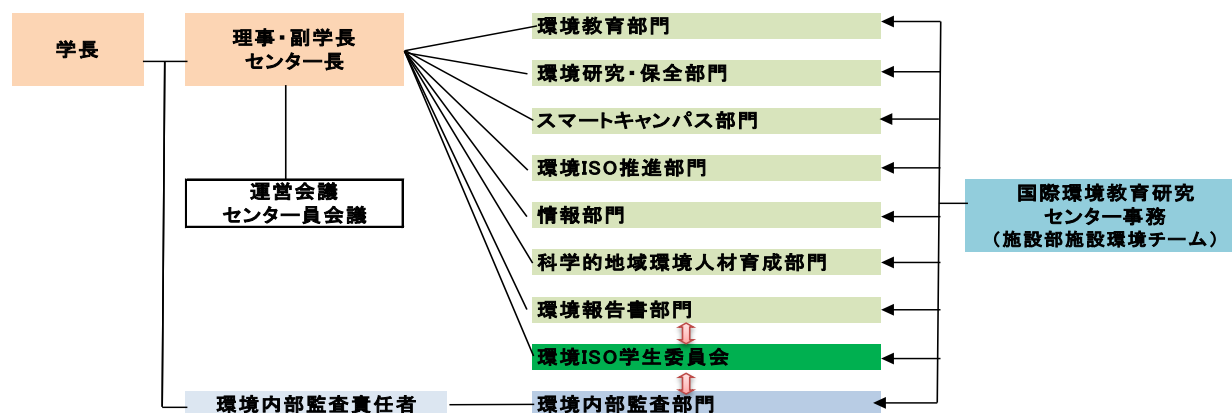 学長
理事・副学長
センター長
運営会議
センター員会議
環境教育部門
環境研究・保全部門
スマートキャンパス部門
環境ISO推進部門
情報部門
科学的地域環境人材育成部門
環境報告書部門
環境ISO学生委員会
環境内部監査責任者
環境内部監査部門
国際環境教育研究
センター事務
（施設部施設環境チーム）